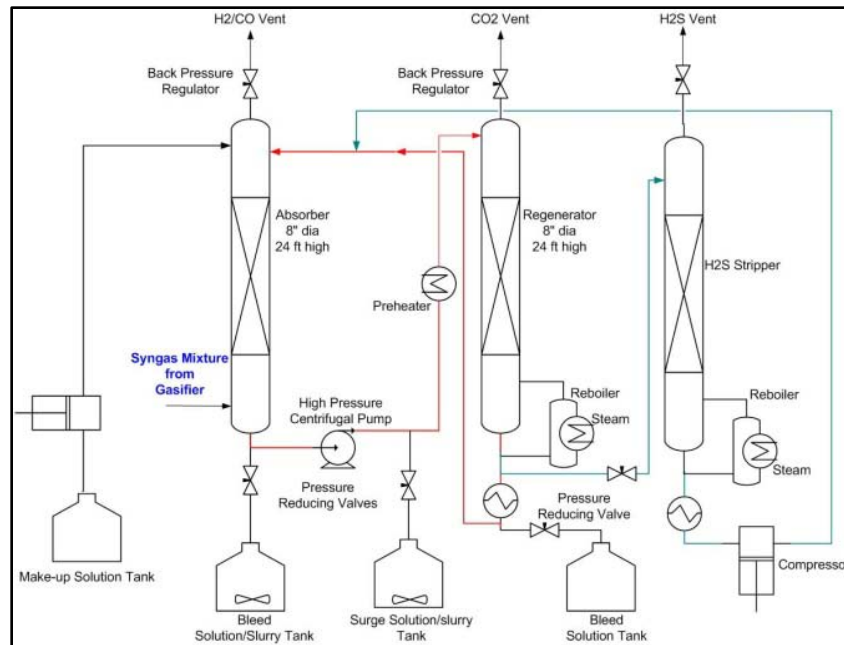 H2/CO Vent
CO2 Vent
H2S Vent
Back Pressure
Regulator
Back Pressure
Regulator
Absorber
8" dia
24 ft high
Regenerator
8" dia
24 ft high
H2S Stripper
Preheater
Syngas Mixture
from
Gasifier
High Pressure
Centrifugal Pump
Reboiler
Steam
Reboiler
Steam
Pressure
Reducing Valves
Pressure
Reducing Valve
Make-up Solution Tank
Bleed
Solution/Slurry Tank
Surge Solution/slurry
Tank
Bleed
Solution Tank
Compresso